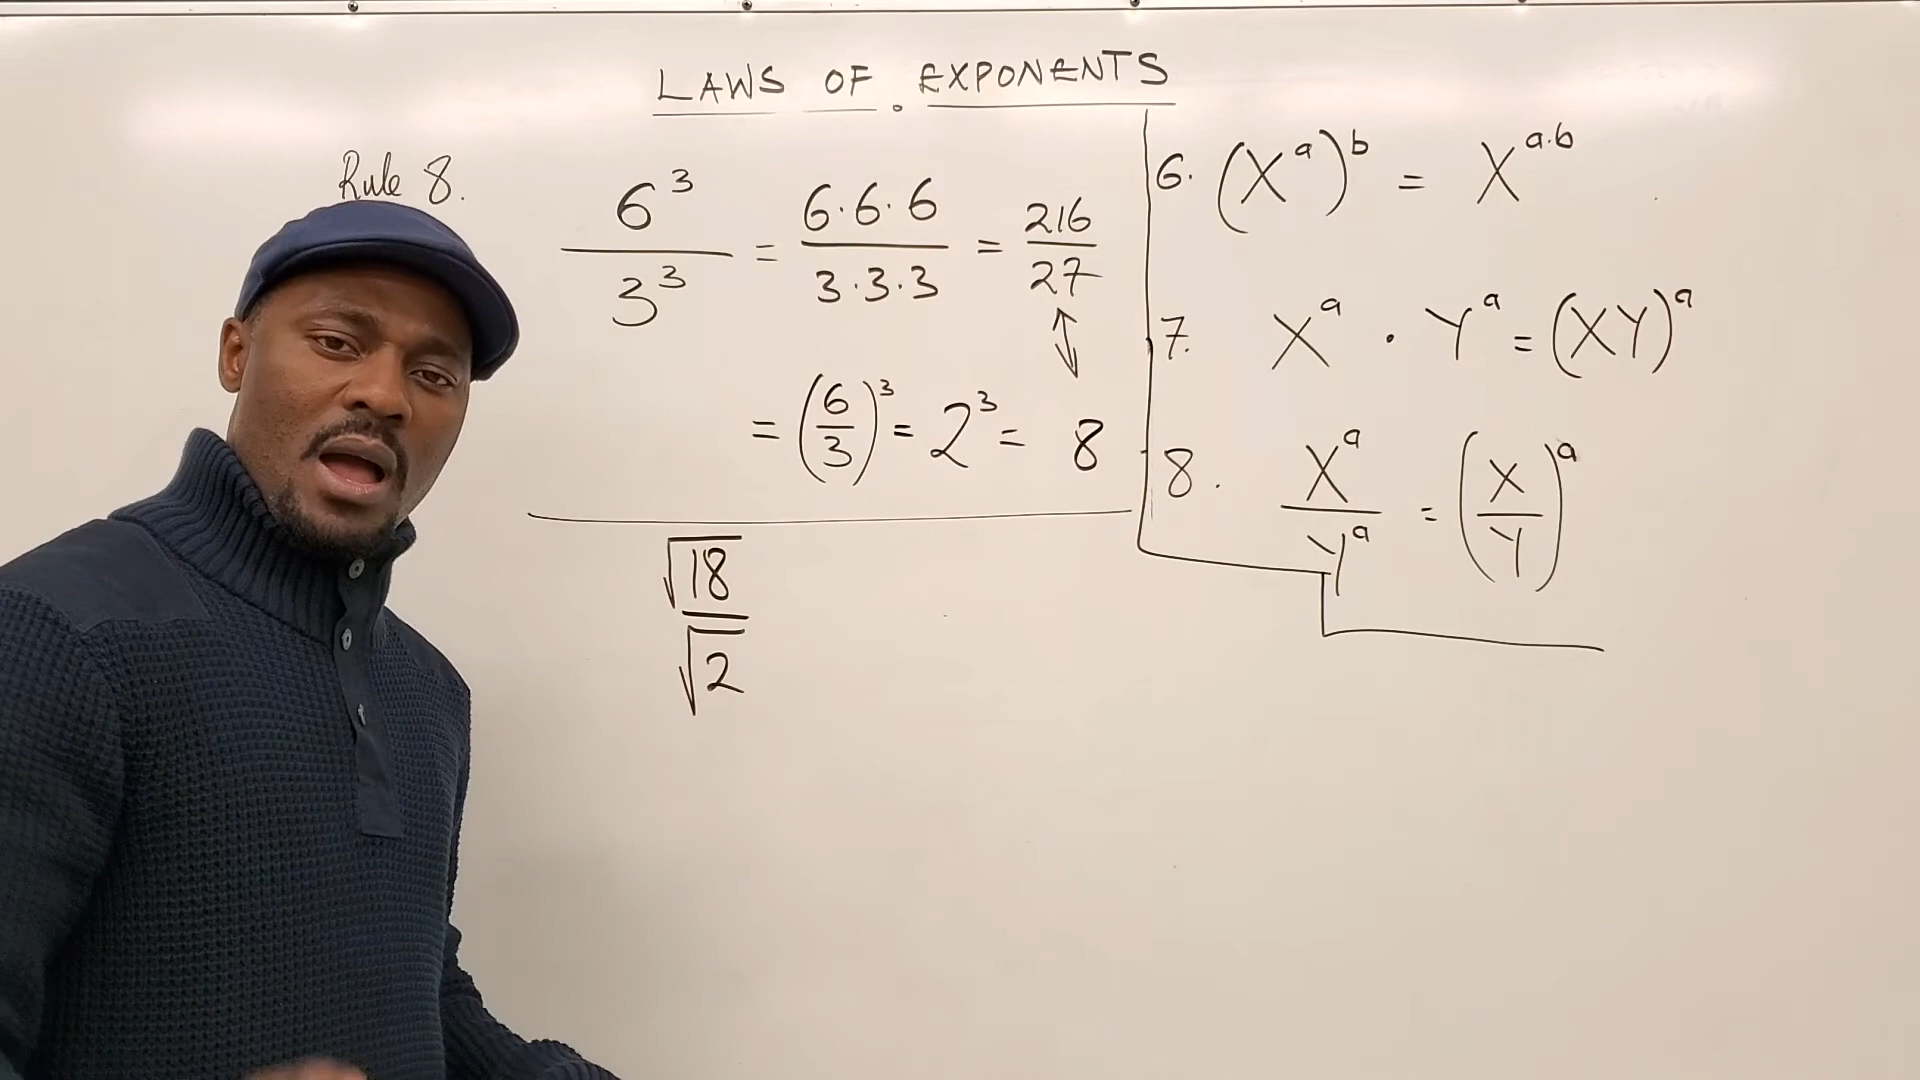 LAWS OF EXPONENTS
Rule 8.
6³/3³ = 6·6·6/3·3·3 = 216/27
↕
= (6/3)³ = 2³ = 8
√18/√2
6. (X^a)^b = X^a·b
7. X^a · Y^a = (XY)^a
8. X^a/Y^a = (X/Y)^a